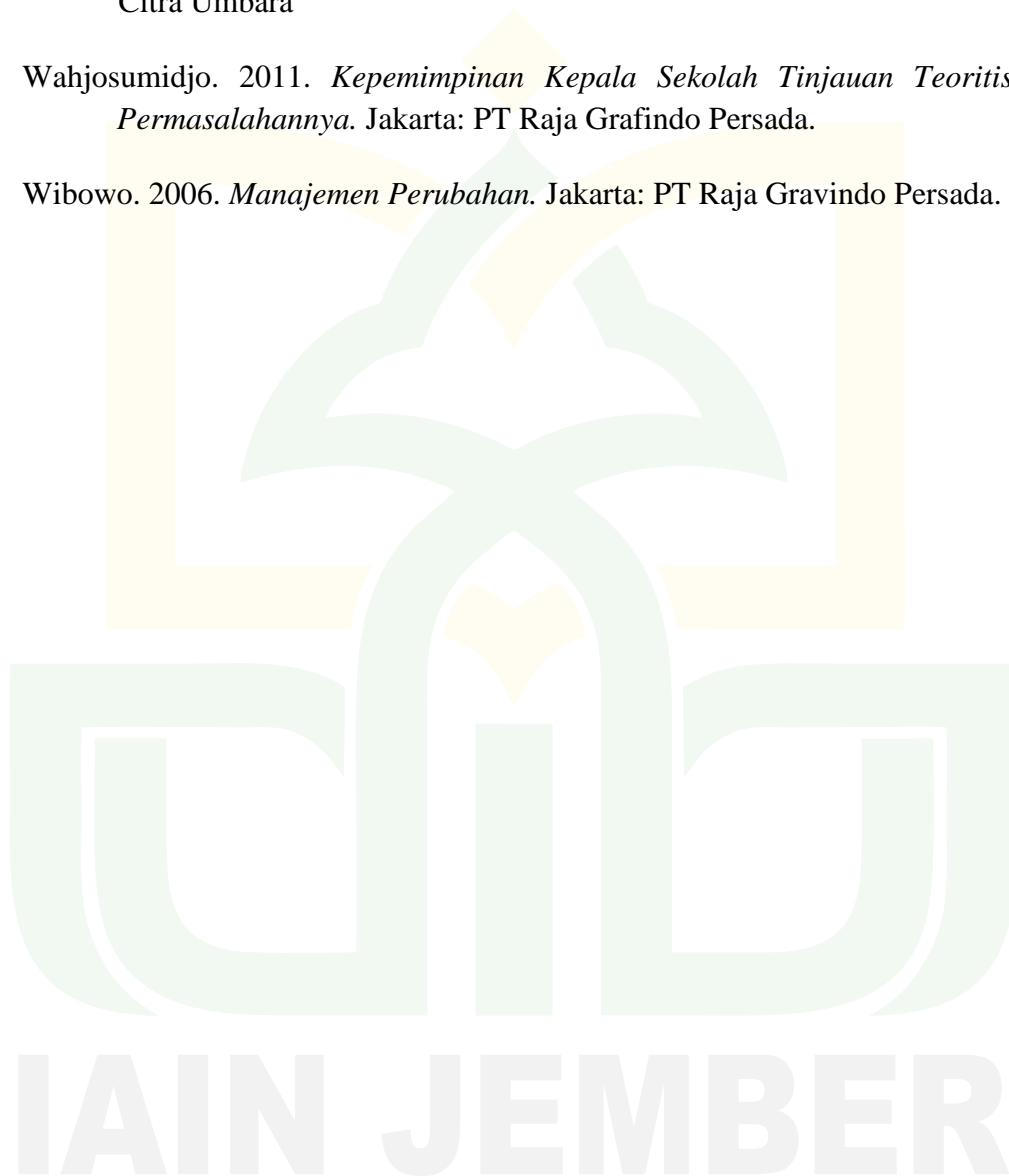 Citra Umbara
Wahjosumidjo. 2011. Kepemimpinan Kepala Sekolah Tinjauan Teoritis
Permasalahannya. Jakarta: PT Raja Grafindo Persada.
Wibowo. 2006. Manajemen Perubahan. Jakarta: PT Raja Gravindo Persada.
IAIN JEMBER